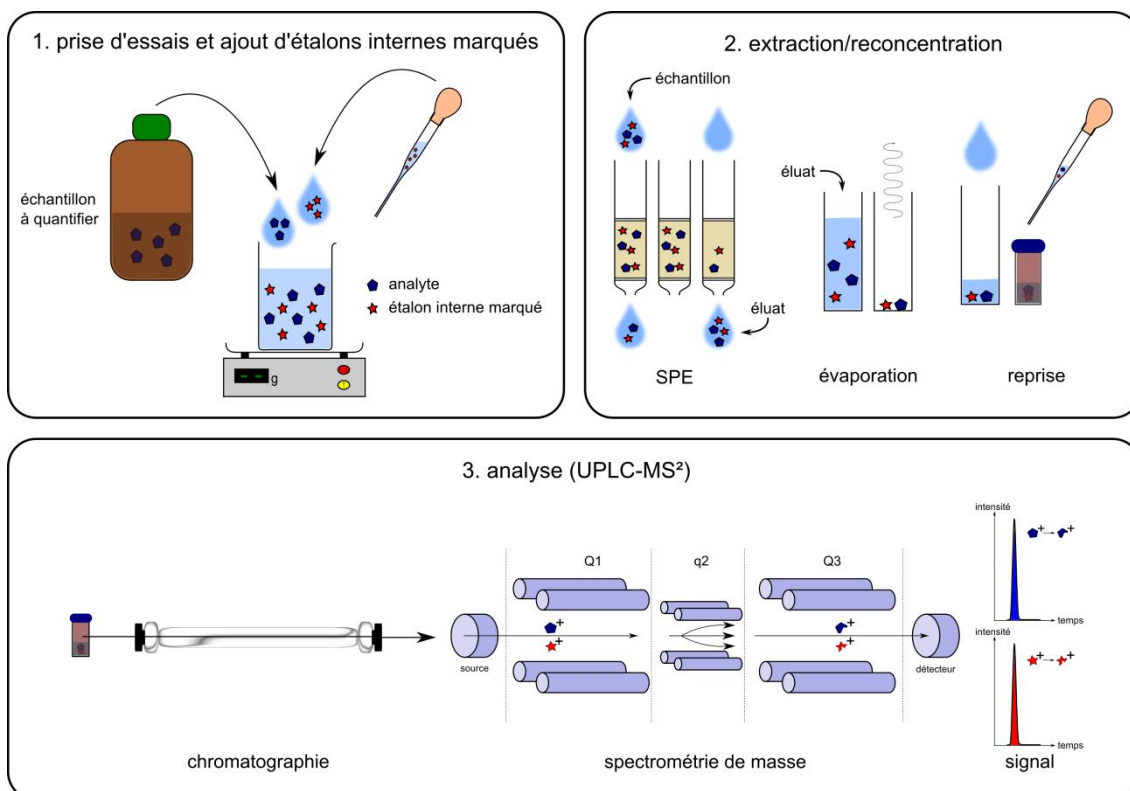 1. prise d'essais et ajout d'étalons internes marqués
échantillon
à quantifier
analyte
étalon interne marqué
g
2. extraction/reconcentration
échantillon
éluat
éluat
SPE
évaporation
reprise
3. analyse (UPLC-MS²)
Q1
q2
Q3
+
+
+
+
source
détecteur
intensité
+
+
temps
intensité
+
+
temps
chromatographie
spectrométrie de masse
signal